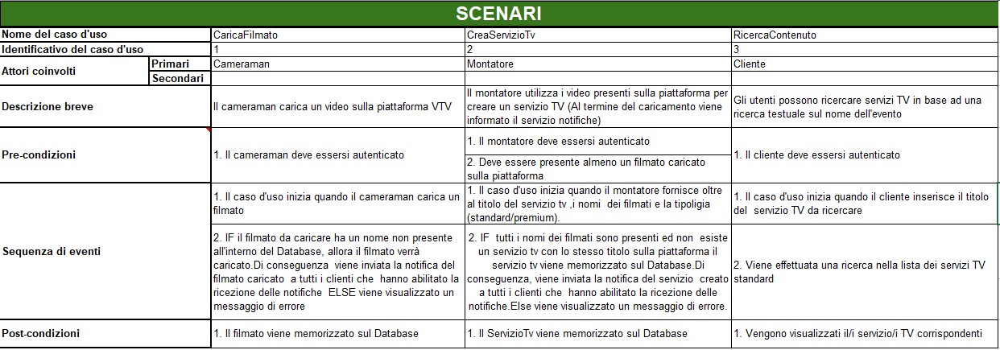 SCENARI
Nome del caso d'uso
CaricaFilmato
CreaServizioTv
RicercaContenuto
Identificativo del caso d'uso
1
2
3
Attori coinvolti
Primari
Cameraman
Montatore
Cliente
Secondari
Descrizione breve
Il cameraman carica un video sulla piattaforma VTV
Il montatore utilizza i video presenti sulla piattaforma per
creare un servizio TV (Al termine del caricamento viene
informato il servizio notifiche)
Gli utenti possono ricercare servizi TV in base ad una
ricerca testuale sul nome dell'evento
Pre-condizioni
1. Il cameraman deve essersi autenticato
1. Il montatore deve essersi autenticato
2. Deve essere presente almeno un filmato caricato
sulla piattaforma
1. Il cliente deve essersi autenticato
Sequenza di eventi
1. Il caso d'uso inizia quando il cameraman carica un
filmato
1. Il caso d'uso inizia quando il montatore fornisce oltre
al titolo del servizio tv ,i nomi dei filmati e la tipoligia
(standard/premium).
1. Il caso d'uso inizia quando il cliente inserisce il titolo
del servizio TV da ricercare
2. IF il filmato da caricare ha un nome non presente
all'interno del Database, allora il filmato verrà
caricato.Di conseguenza viene inviata la notifica del
filmato caricato a tutti i clienti che hanno abilitato la
ricezione delle notifiche ELSE viene visualizzato un
messaggio di errore
2. IF tutti i nomi dei filmati sono presenti ed non esiste
un servizio tv con lo stesso titolo sulla piattaforma il
servizio tv viene memorizzato sul Database.Di
conseguenza, viene inviata la notifica del servizio creato
a tutti i clienti che hanno abilitato la ricezione delle
notifiche.Else viene visualizzato un messaggio di errore.
2. Viene effettuata una ricerca nella lista dei servizi TV
standard
Post-condizioni
1. Il filmato viene memorizzato sul Database
1. Il ServizioTv viene memorizzato sul Database
1. Vengono visualizzati il/i servizio/i TV corrispondenti